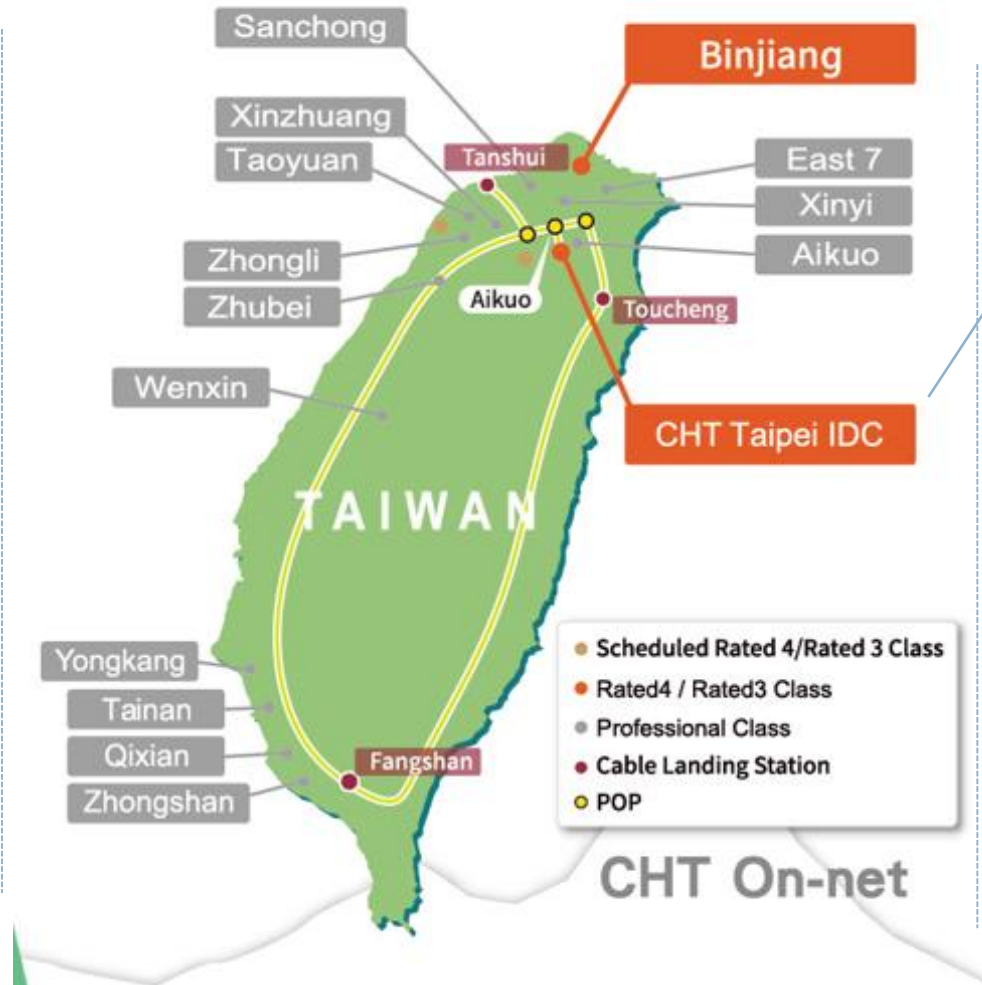 Sanchong
Binjiang
Xinzhuang
Taoyuan
Tanshui
East 7
Xinyi
Zhongli
Aikuo
Zhubei
Aikuo
Toucheng
Wenxin
CHT Taipei IDC
TAIWAN
Yongkang
Tainan
Qixian
Zhongshan
Fangshan
Scheduled Rated 4/Rated 3 Class
Rated4 / Rated3 Class
Professional Class
Cable Landing Station
POP
CHT On-net